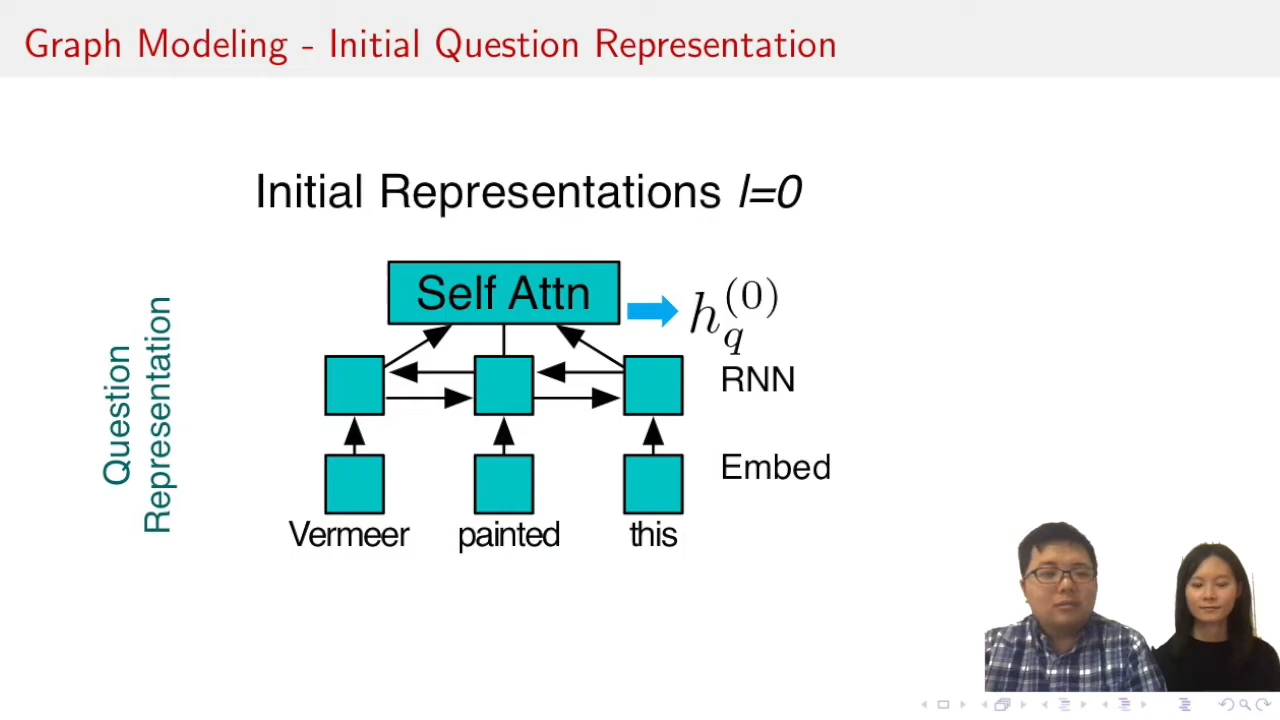 Graph Modeling - Initial Question Representation
Initial Representations l=0
Question
Representation
Self Attn
h_q^{(0)}
RNN
Embed
Vermeer painted this